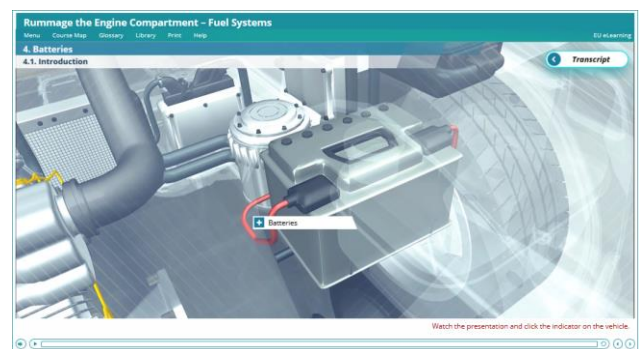 Rummage the Engine Compartment – Fuel Systems
Menu Course Map Glossary Library Print Help EU eLearning
4. Batteries
4.1. Introduction
Transcript
Batteries
Watch the presentation and click the indicator on the vehicle.